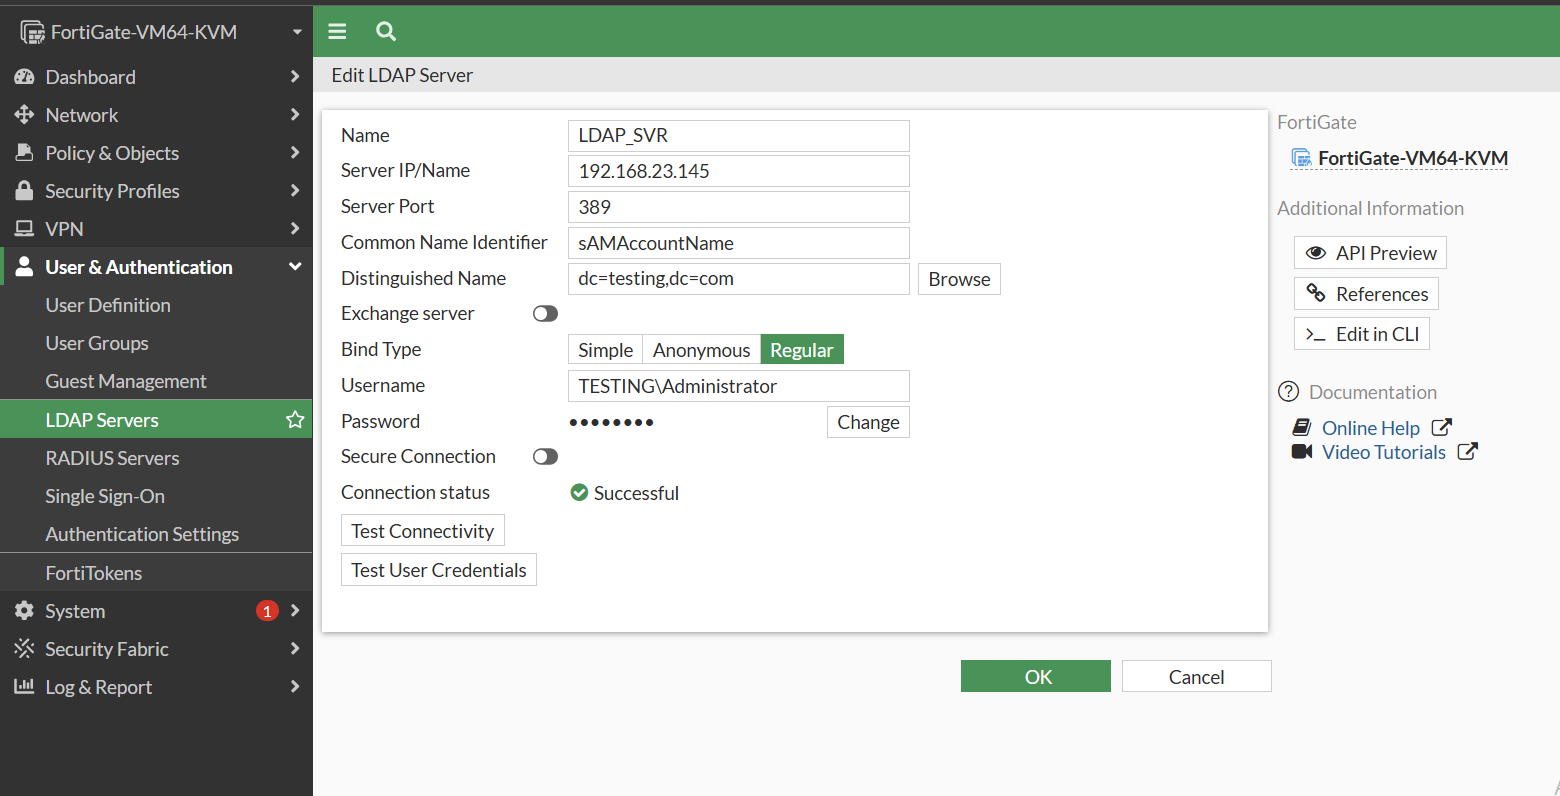 FortiGate-VM64-KVM
Dashboard
Network
Policy & Objects
Security Profiles
VPN
User & Authentication
User Definition
User Groups
Guest Management
LDAP Servers
RADIUS Servers
Single Sign-On
Authentication Settings
FortiTokens
System 1
Security Fabric
Log & Report
Edit LDAP Server
Name LDAP_SVR
Server IP/Name 192.168.23.145
Server Port 389
Common Name Identifier sAMAccountName
Distinguished Name dc=testing,dc=com Browse
Exchange server
Bind Type Simple Anonymous Regular
Username TESTING\Administrator
Password •••••••• Change
Secure Connection
Connection status Successful
Test Connectivity
Test User Credentials
OK Cancel
FortiGate
FortiGate-VM64-KVM
Additional Information
API Preview
References
>_ Edit in CLI
Documentation
Online Help
Video Tutorials